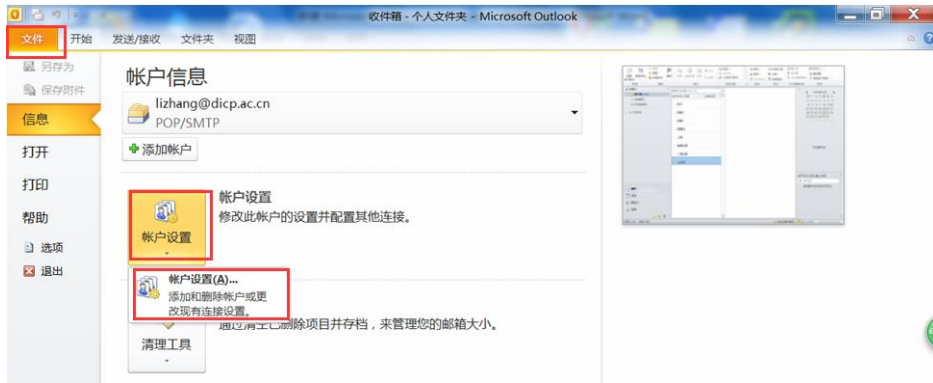 收件箱 - 个人文件夹 - Microsoft Outlook
文件 开始 发送/接收 文件夹 视图
另存为
保存附件
信息
打开
打印
帮助
选项
退出
帐户信息
lizhang@dicp.ac.cn
POP/SMTP
添加帐户
帐户设置
修改此帐户的设置并配置其他连接。
帐户设置
帐户设置(A)...
添加和删除帐户或更
改现有连接设置。
通过清空已删除项目并存档，来管理您的邮箱大小。
清理工具